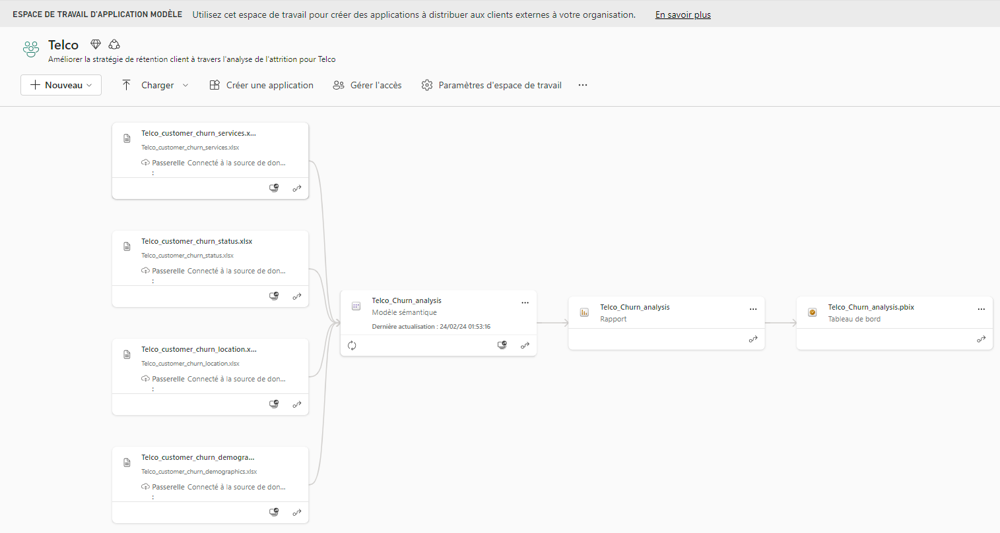 ESPACE DE TRAVAIL D'APPLICATION MODÈLE Utilisez cet espace de travail pour créer des applications à distribuer aux clients externes à votre organisation. En savoir plus
Telco
Améliorer la stratégie de rétention client à travers l'analyse de l'attrition pour Telco
Nouveau Charger Créer une application Gérer l'accès Paramètres d'espace de travail ...
Telco_customer_churn_services.x...
Telco_customer_churn_services.xlsx
Passerelle Connecté à la source de don...
:
Telco_customer_churn_status.xlsx
Telco_customer_churn_status.xlsx
Passerelle Connecté à la source de don...
:
Telco_customer_churn_location.x...
Telco_customer_churn_location.xlsx
Passerelle Connecté à la source de don...
:
Telco_customer_churn_demogra...
Telco_customer_churn_demographics.xlsx
Passerelle Connecté à la source de don...
:
Telco_Churn_analysis ...
Modèle sémantique
Dernière actualisation : 24/02/24 01:53:16
Telco_Churn_analysis ...
Rapport
Telco_Churn_analysis.pbix ...
Tableau de bord